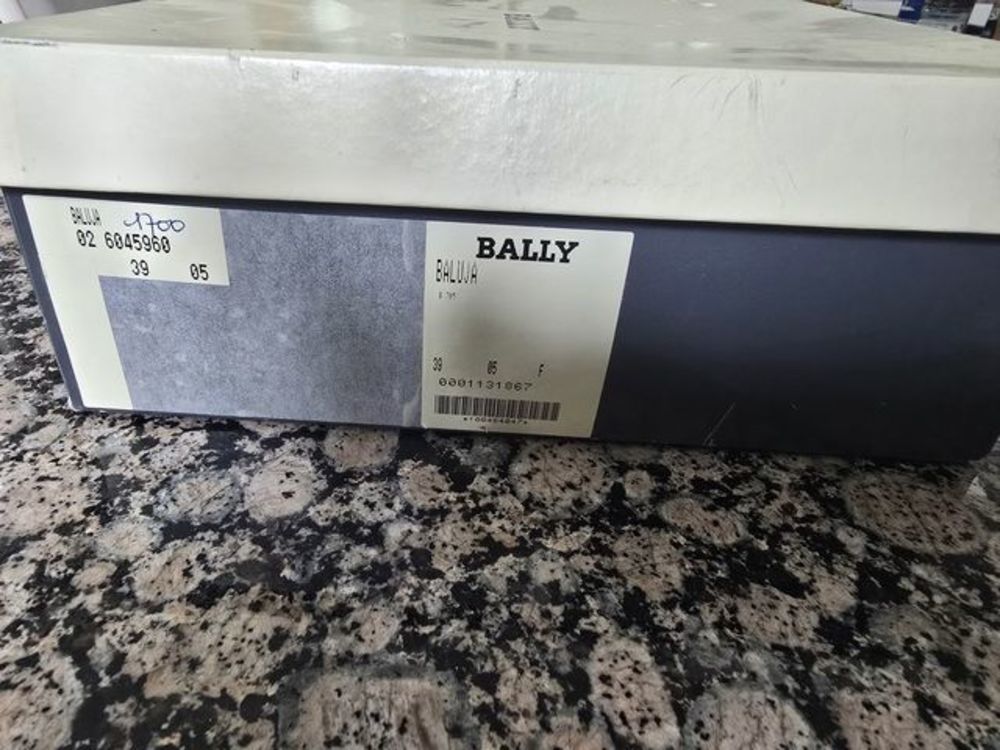 BALUJA 1700
02 6045960
39 05
BALLY
BALUJA
39 05 F
0001131867